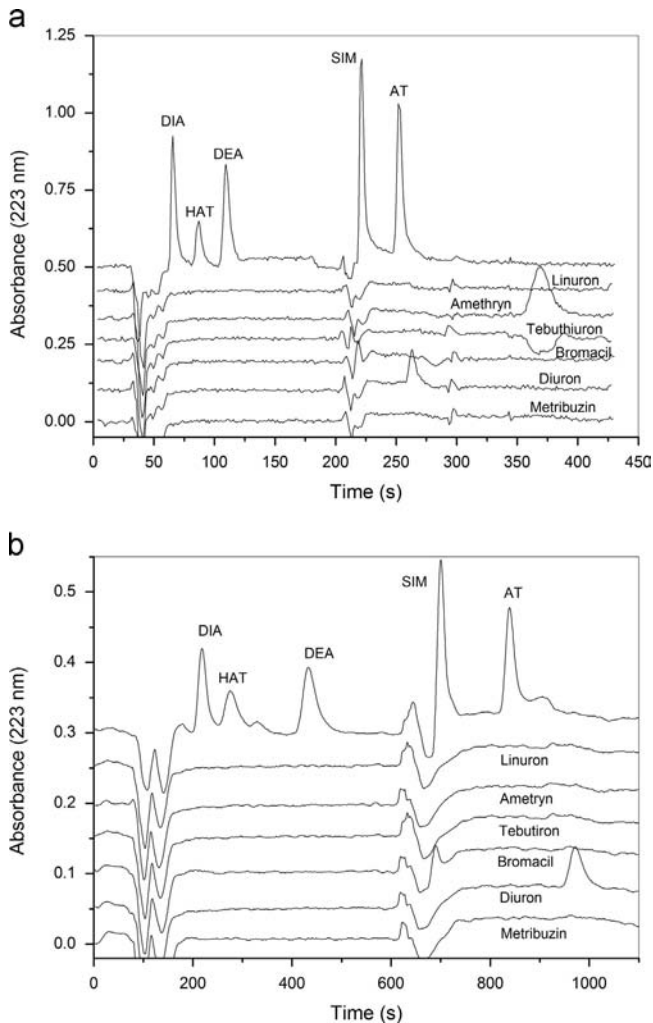 a
1.25
SIM
AT
1.00
DIA
DEA
0.75
HAT
Absorbance (223 nm)
0.50
Linuron
Amethryn
Tebuthiuron
0.25
Bromacil
Diuron
0.00
Metribuzin
0 50 100 150 200 250 300 350 400 450
Time (s)
b
SIM
0.5
AT
DIA
0.4
DEA
HAT
Absorbance (223 nm)
0.3
Linuron
0.2
Ametryn
Tebutiron
0.1
Bromacil
Diuron
0.0
Metribuzin
0 200 400 600 800 1000
Time (s)